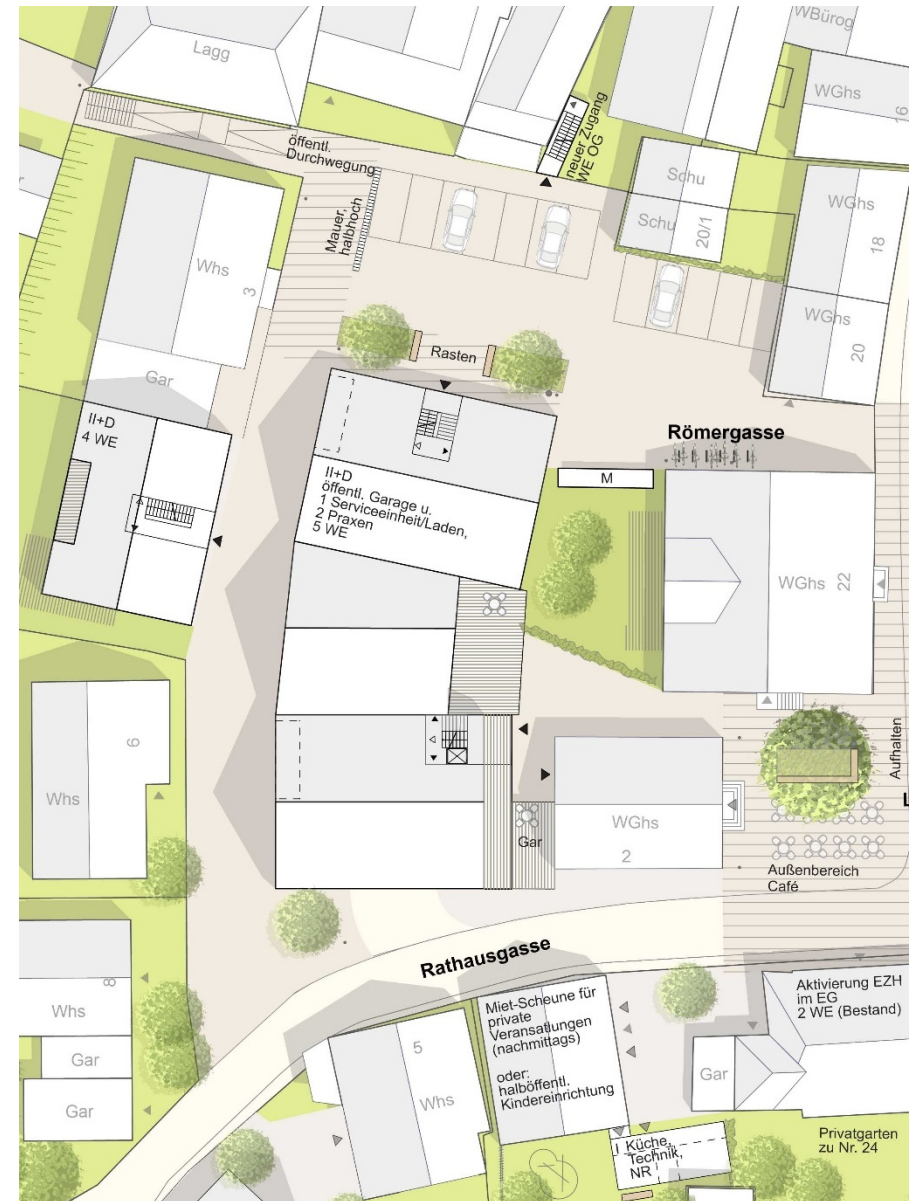 WBürog
Lagg
WGhs
16
öffentl.
Durchwegung
neuer Zugang
WE OG
Schu
Schu
20/1
WGhs
18
Mauer,
halbhoch
Whs
3
WGhs
20
Rasten
Gar
II+D
4 WE
Römergasse
M
II+D
öffentl. Garage u.
1 Serviceeinheit/Laden,
2 Praxen
5 WE
WGhs
22
6
Whs
Aufhalten
L
WGhs
2
Gar
Außenbereich
Café
Rathausgasse
8
Whs
Gar
Gar
5
Whs
Miet-Scheune für
private
Veransatlungen
(nachmittags)
oder:
halböffentl.
Kindereinrichtung
Aktivierung EZH
im EG
2 WE (Bestand)
Gar
I Küche,
Technik,
NR
Privatgarten
zu Nr. 24